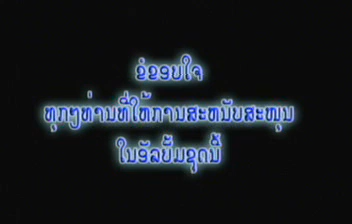 ຂໍຂອບໃຈ
ທຸກໆທ່ານທີ່ໃຫ້ການສະຫນັບສະໜຸນ
ໃນອັລບັ້ມຊຸດນີ້